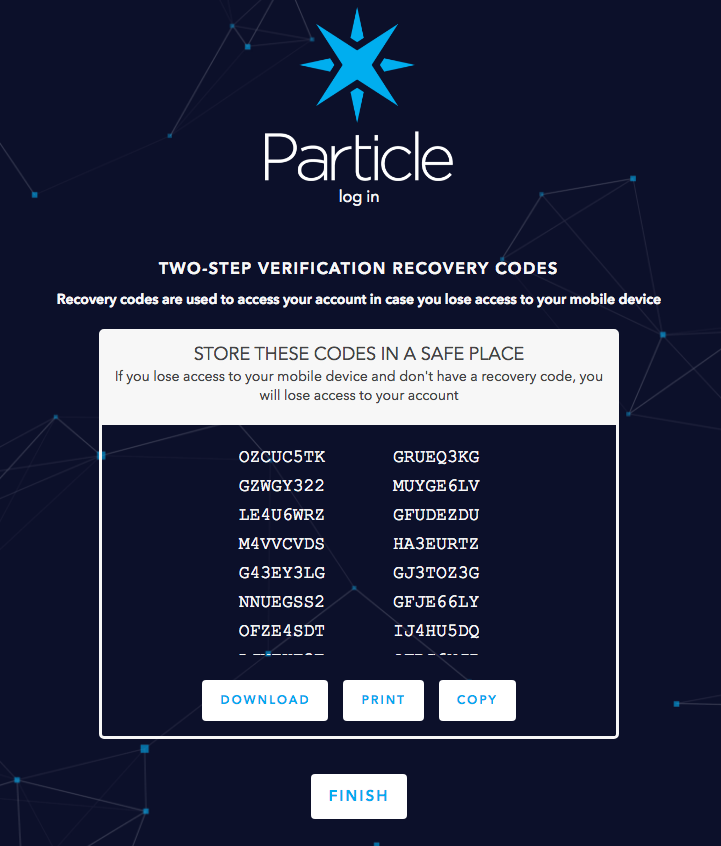 Particle
log in
TWO-STEP VERIFICATION RECOVERY CODES
Recovery codes are used to access your account in case you lose access to your mobile device
STORE THESE CODES IN A SAFE PLACE
If you lose access to your mobile device and don't have a recovery code, you
will lose access to your account
OZCUC5TK GRUEQ3KG
GZWGY322 MUYGE6LV
LE4U6WRZ GFUDEZDU
M4VVCVDS HA3EURTZ
G43EY3LG GJ3TOZ3G
NNUEGSS2 GFJE66LY
OFZE4SDT IJ4HU5DQ
DOWNLOAD PRINT COPY
FINISH